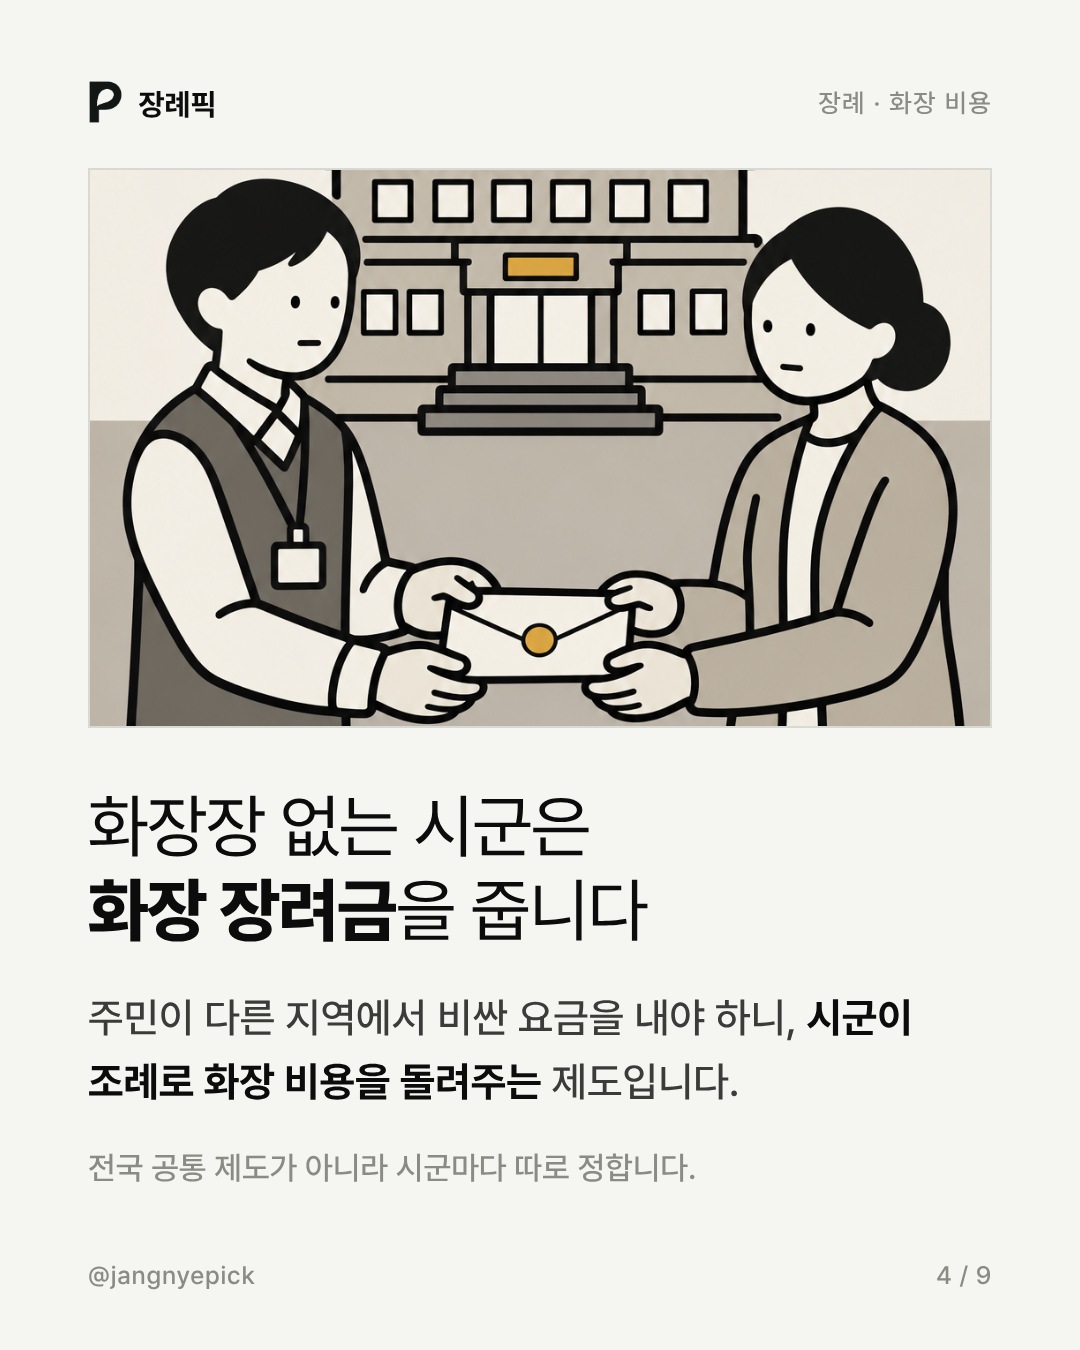 장례픽
장례 · 화장 비용
화장장 없는 시군은
화장 장려금을 줍니다
주민이 다른 지역에서 비싼 요금을 내야 하니, 시군이
조례로 화장 비용을 돌려주는 제도입니다.
전국 공통 제도가 아니라 시군마다 따로 정합니다.
@jangnyepick
4 / 9